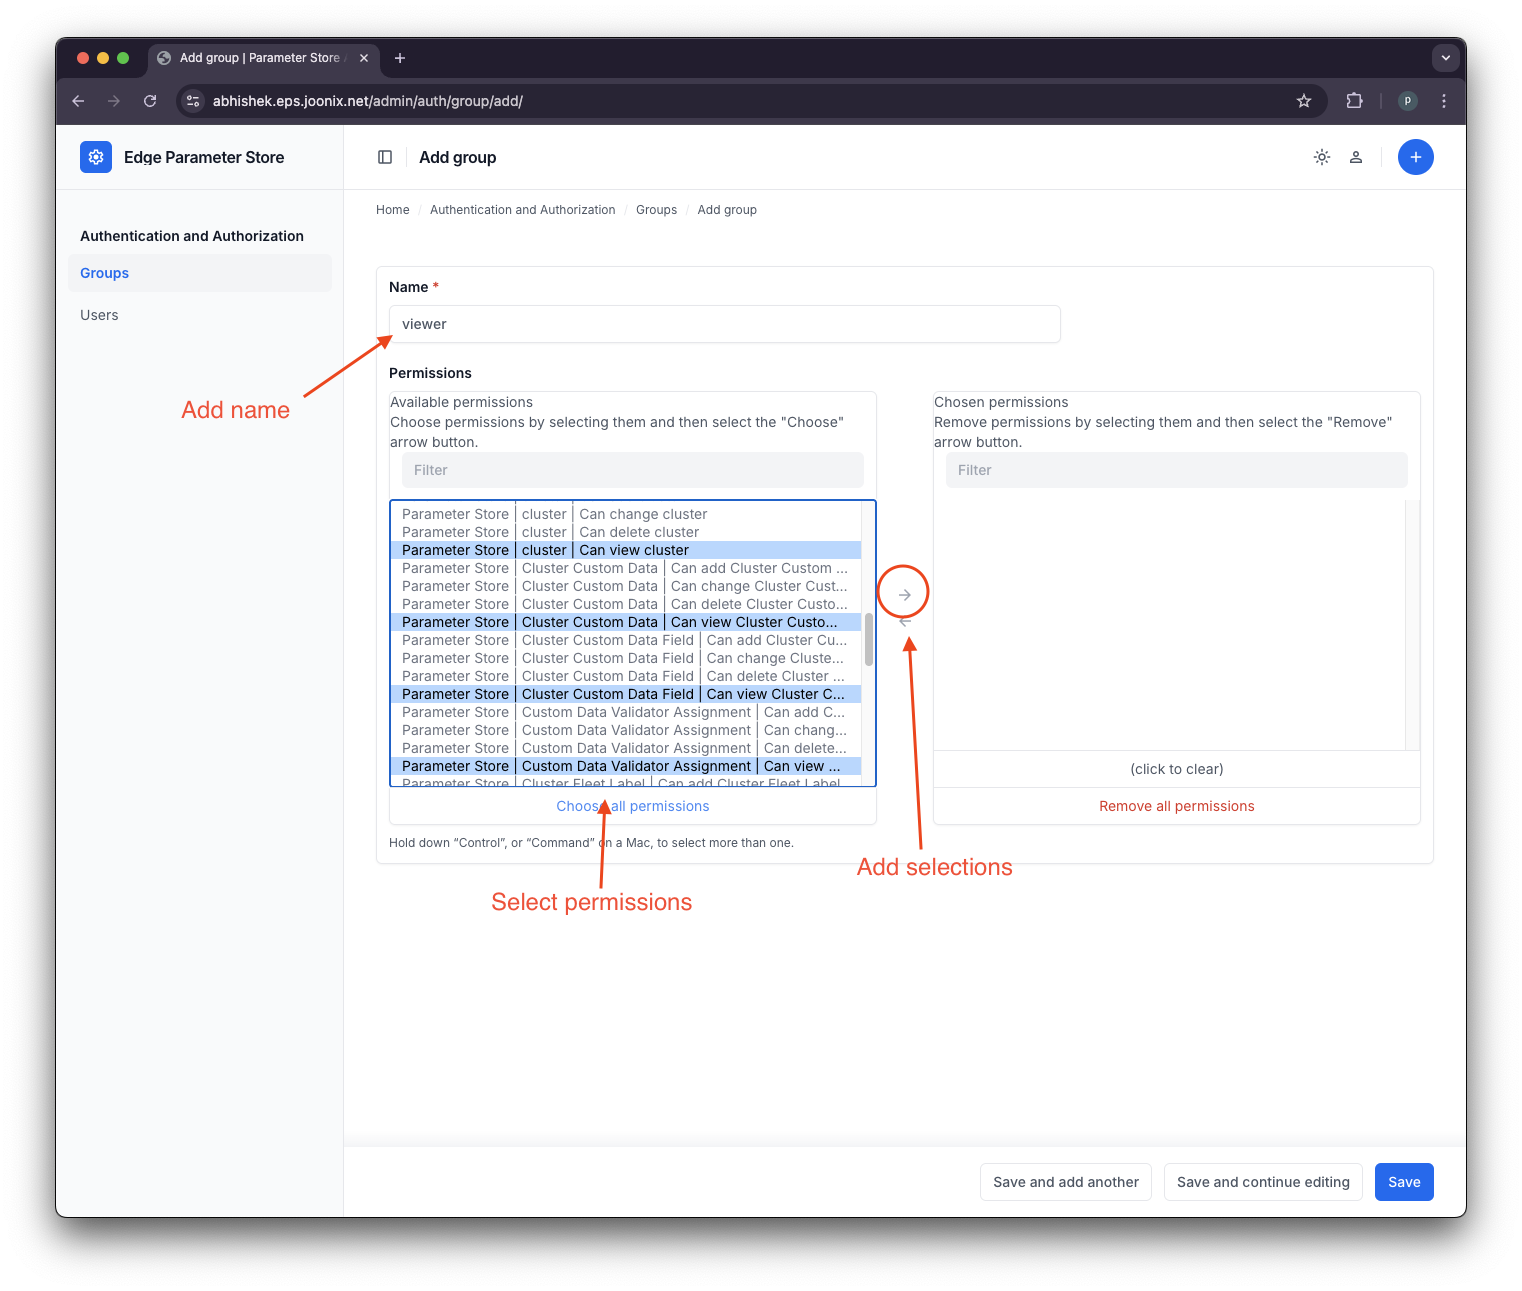 Add group | Parameter Store
abhishek.eps.joonix.net/admin/auth/group/add/
P
Edge Parameter Store
Add group
Home / Authentication and Authorization / Groups / Add group
Authentication and Authorization
Groups
Users
Name *
viewer
Add name
Permissions
Available permissions
Choose permissions by selecting them and then select the "Choose"
arrow button.
Filter
Parameter Store | cluster | Can change cluster
Parameter Store | cluster | Can delete cluster
Parameter Store | cluster | Can view cluster
Parameter Store | Cluster Custom Data | Can add Cluster Custom ...
Parameter Store | Cluster Custom Data | Can change Cluster Cust...
Parameter Store | Cluster Custom Data | Can delete Cluster Custo...
Parameter Store | Cluster Custom Data | Can view Cluster Custo...
Parameter Store | Cluster Custom Data Field | Can add Cluster Cu...
Parameter Store | Cluster Custom Data Field | Can change Cluste...
Parameter Store | Cluster Custom Data Field | Can delete Cluster ...
Parameter Store | Cluster Custom Data Field | Can view Cluster C...
Parameter Store | Custom Data Validator Assignment | Can add C...
Parameter Store | Custom Data Validator Assignment | Can chang...
Parameter Store | Custom Data Validator Assignment | Can delete...
Parameter Store | Custom Data Validator Assignment | Can view ...
Parameter Store | Cluster Fleet Label | Can add Cluster Fleet Label
Choose all permissions
Hold down “Control”, or “Command” on a Mac, to select more than one.
Select permissions
Chosen permissions
Remove permissions by selecting them and then select the "Remove"
arrow button.
Filter
(click to clear)
Remove all permissions
Add selections
Save and add another
Save and continue editing
Save